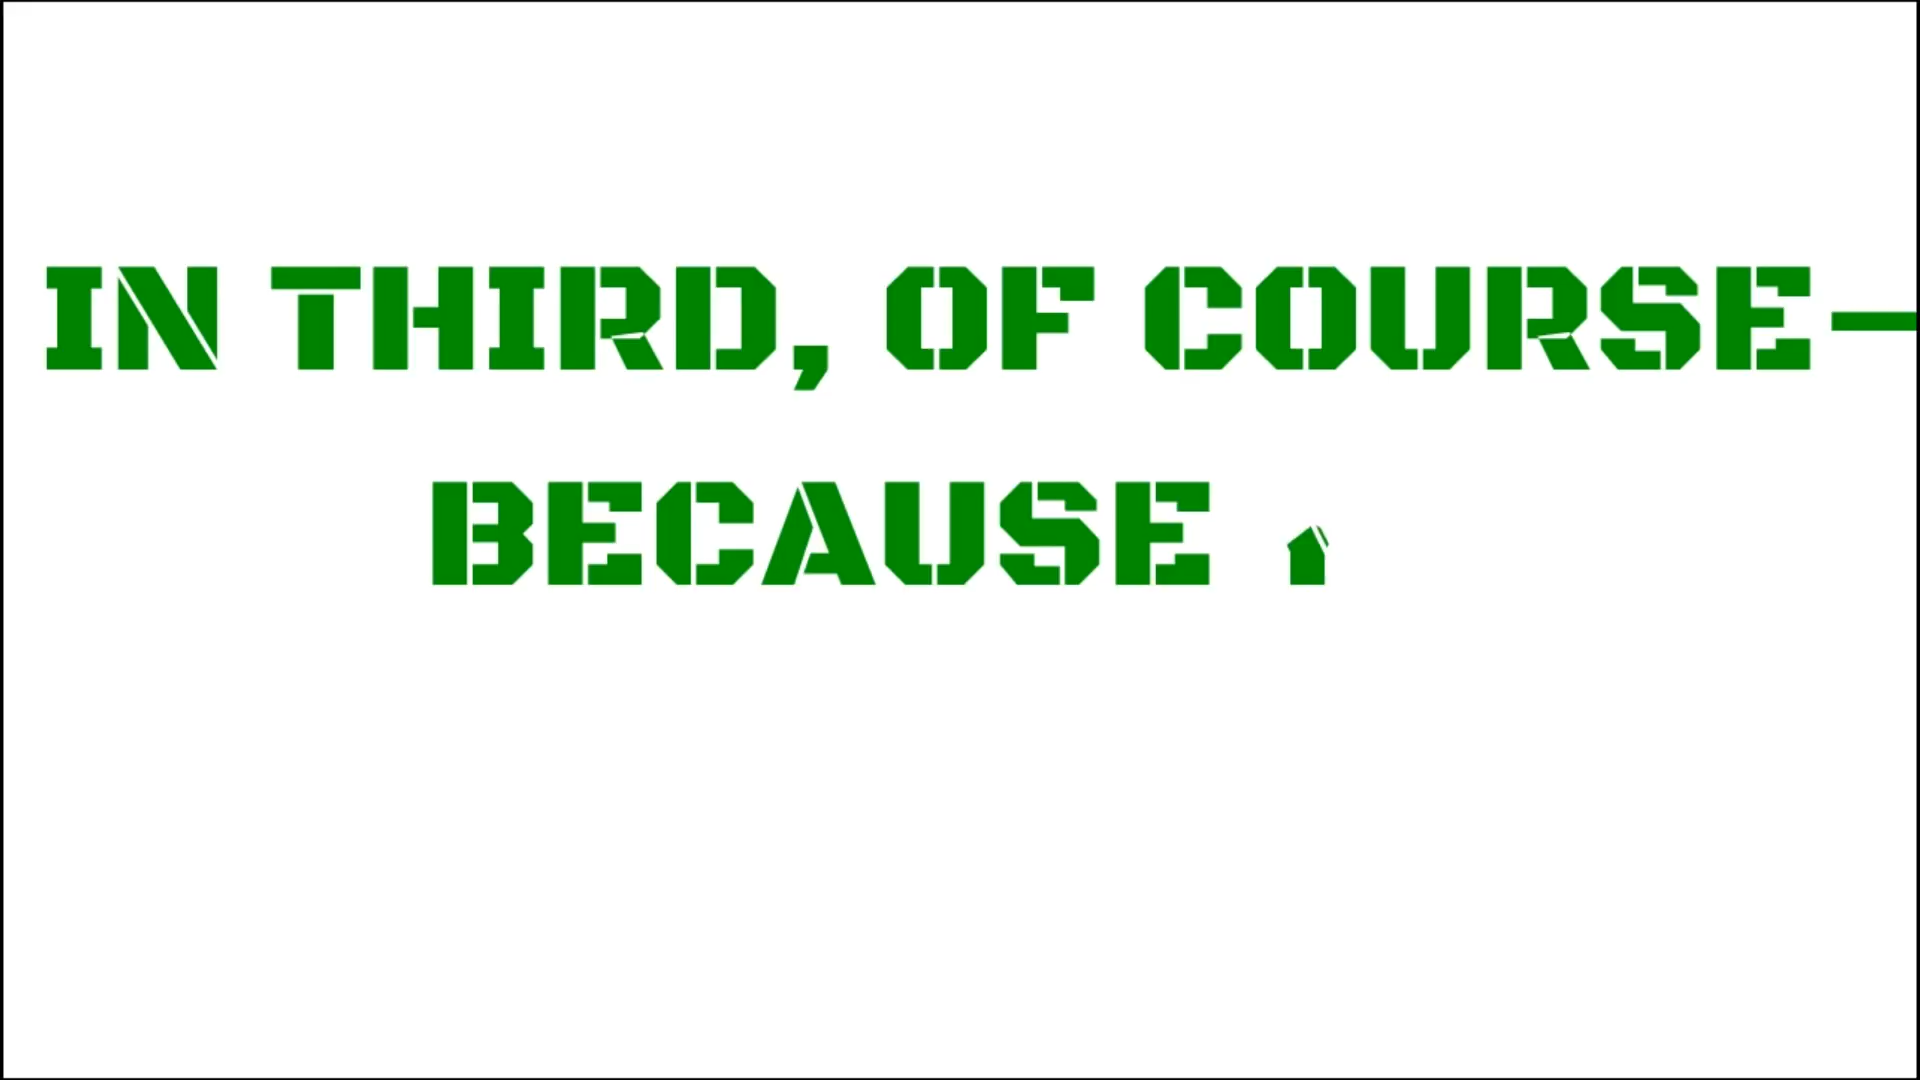 IN THIRD, OF COURSE—
BECAUSE